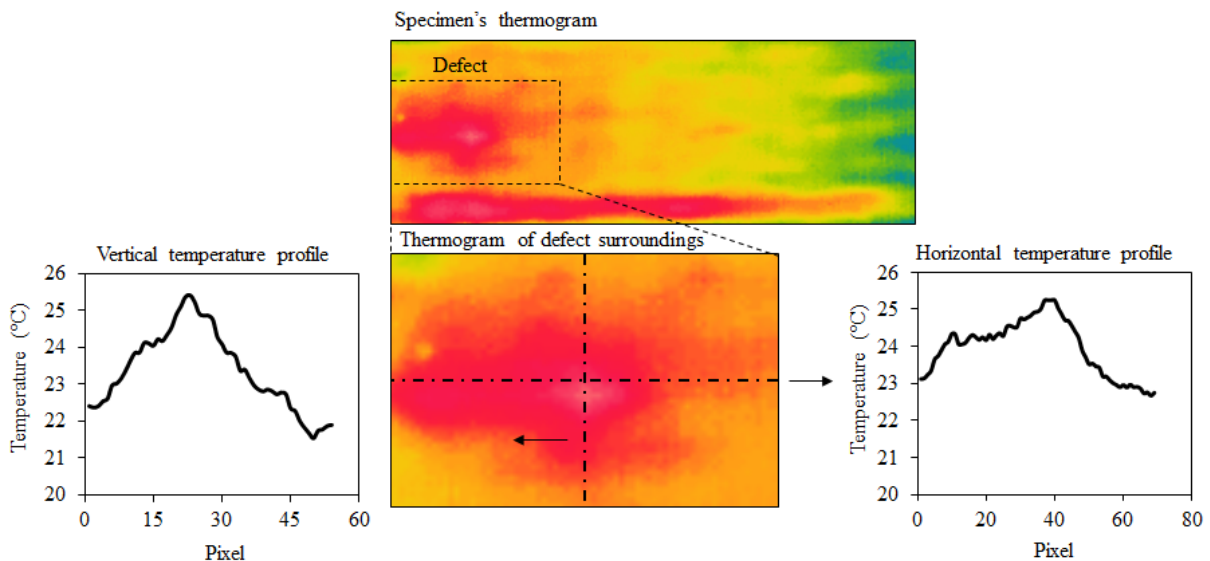 Specimen's thermogram
Defect
Thermogram of defect surroundings
Vertical temperature profile
Temperature (°C)
26
25
24
23
22
21
20
0 15 30 45 60
Pixel
Horizontal temperature profile
Temperature (°C)
26
25
24
23
22
21
20
0 20 40 60 80
Pixel